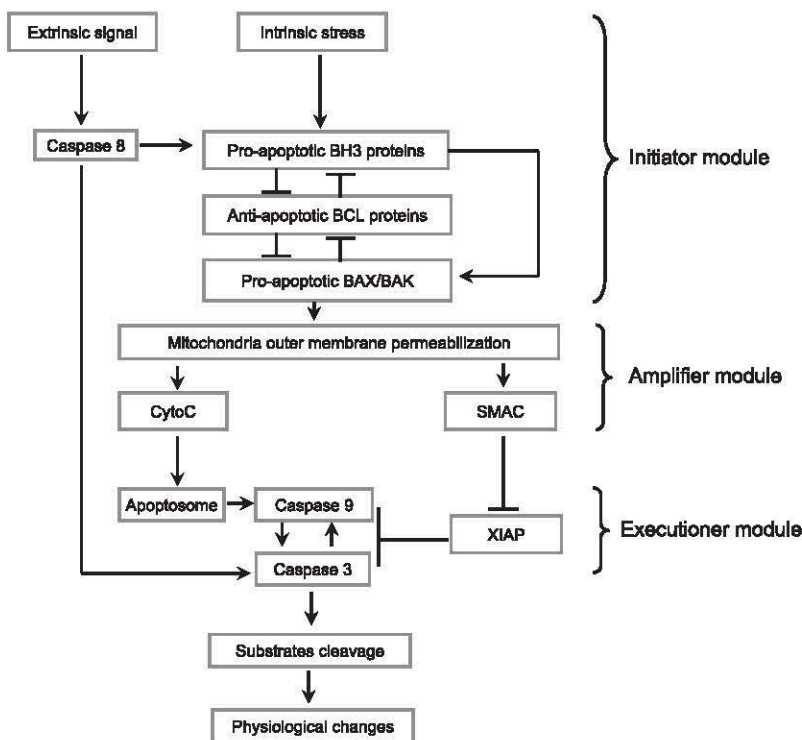 Extrinsic signal
Intrinsic stress
Caspase 8
Pro-apoptotic BH3 proteins
Initiator module
Anti-apoptotic BCL proteins
Pro-apoptotic BAX/BAK
Mitochondria outer membrane permeabilization
Amplifier module
CytoC
SMAC
Apoptosome
Caspase 9
XIAP
Executioner module
Caspase 3
Substrates cleavage
Physiological changes